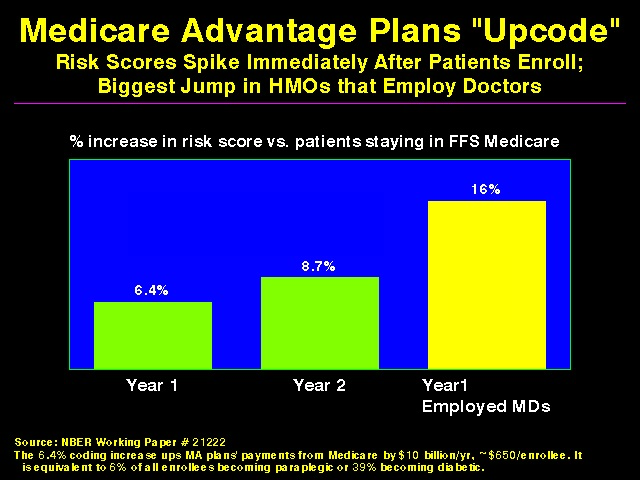 Medicare Advantage Plans "Upcode"
Risk Scores Spike Immediately After Patients Enroll;
Biggest Jump in HMOs that Employ Doctors
% increase in risk score vs. patients staying in FFS Medicare
16%
8.7%
6.4%
Year 1
Year 2
Year1
Employed MDs
Source: NBER Working Paper # 21222
The 6.4% coding increase ups MA plans' payments from Medicare by $10 billion/yr, ~$650/enrollee. It
is equivalent to 6% of all enrollees becoming paraplegic or 39% becoming diabetic.